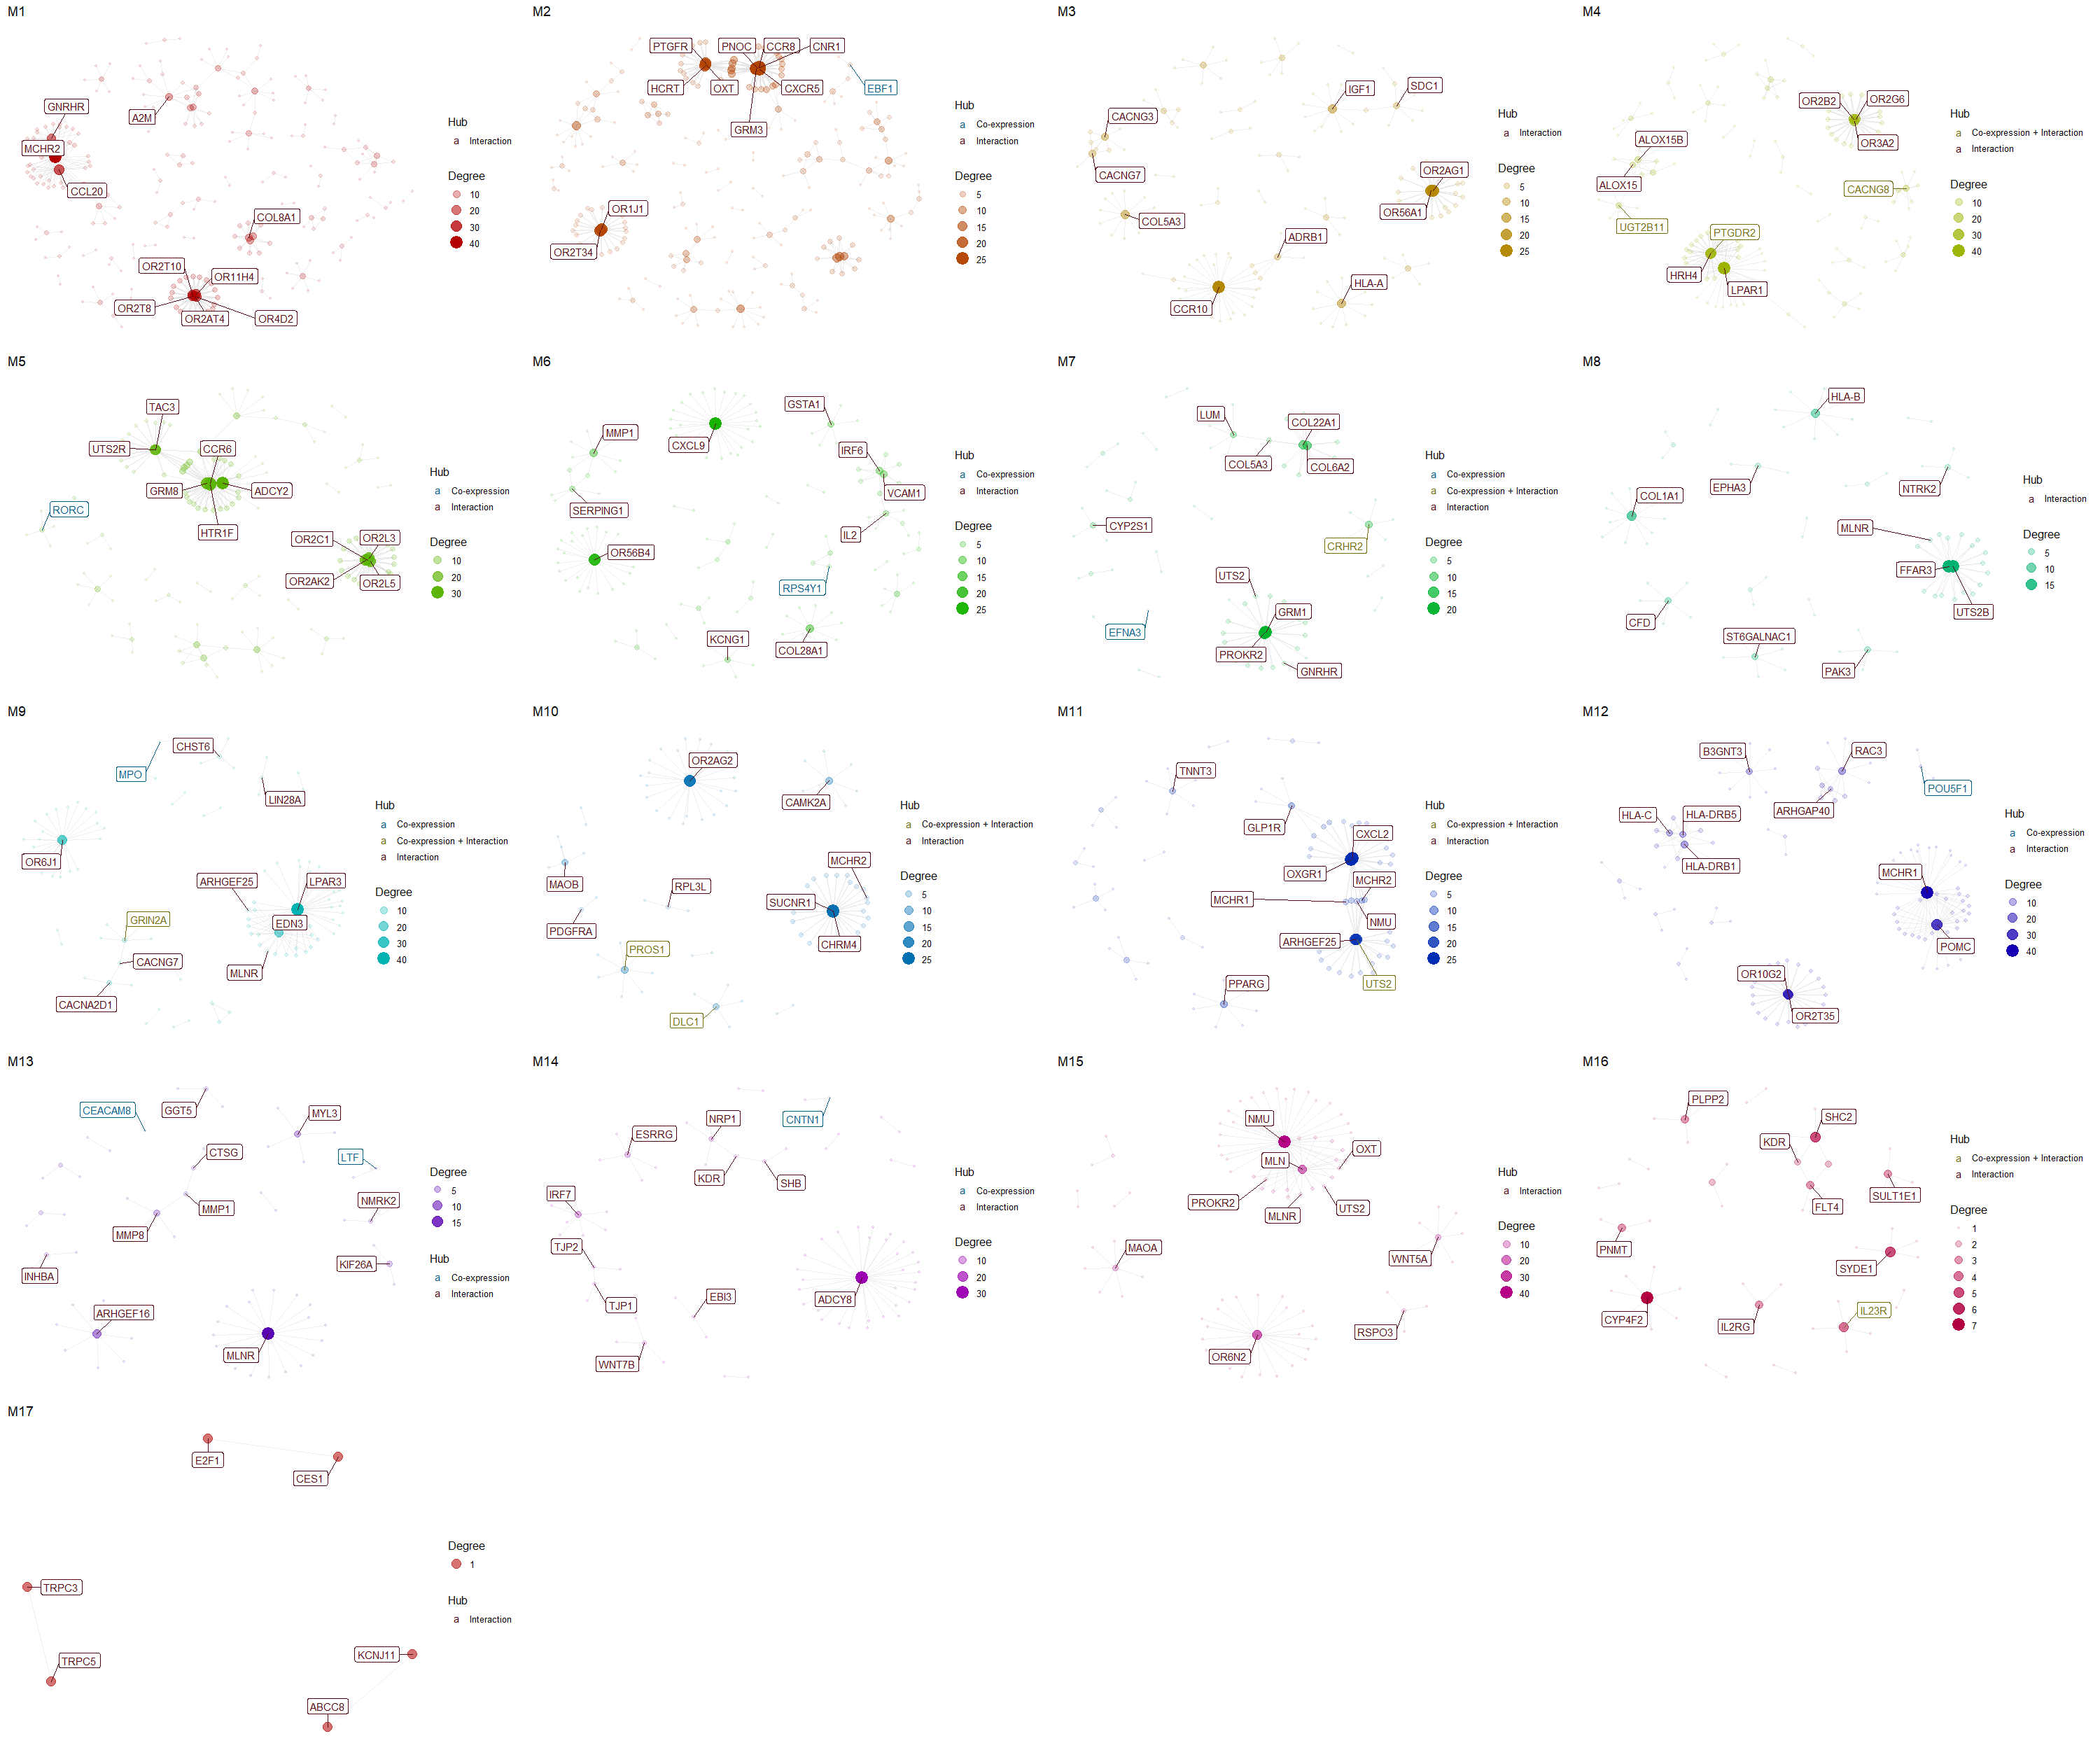 M1
GNRHR
A2M
MCHR2
CCL20
COL8A1
OR2T10
OR11H4
OR2T8
OR2AT4
OR4D2
Hub
a Interaction
Degree
10
20
30
40
M2
PTGFR
PNOC
CCR8
CNR1
HCRT
OXT
CXCR5
EBF1
GRM3
OR1J1
OR2T34
Hub
a Co-expression
a Interaction
Degree
5
10
15
20
25
M3
IGF1
SDC1
CACNG3
CACNG7
OR2AG1
OR56A1
COL5A3
ADRB1
HLA-A
CCR10
Hub
a Interaction
Degree
5
10
15
20
25
M4
OR2B2
OR2G6
OR3A2
ALOX15B
ALOX15
CACNG8
UGT2B11
PTGDR2
HRH4
LPAR1
Hub
a Co-expression + Interaction
a Interaction
Degree
10
20
30
40
M5
TAC3
UTS2R
CCR6
GRM8
ADCY2
RORC
HTR1F
OR2C1
OR2L3
OR2AK2
OR2L5
Hub
a Co-expression
a Interaction
Degree
10
20
30
M6
GSTA1
MMP1
CXCL9
IRF6
VCAM1
SERPING1
IL2
OR56B4
RPS4Y1
KCNG1
COL28A1
Hub
a Co-expression
a Interaction
Degree
5
10
15
20
25
M7
LUM
COL22A1
COL5A3
COL6A2
CYP2S1
CRHR2
UTS2
GRM1
EFNA3
PROKR2
GNRHR
Hub
a Co-expression
a Co-expression + Interaction
a Interaction
Degree
5
10
15
20
M8
HLA-B
EPHA3
NTRK2
COL1A1
MLNR
FFAR3
UTS2B
CFD
ST6GALNAC1
PAK3
Hub
a Interaction
Degree
5
10
15
M9
CHST6
MPO
LIN28A
OR6J1
ARHGEF25
LPAR3
EDN3
GRIN2A
CACNG7
MLNR
CACNA2D1
Hub
a Co-expression
a Co-expression + Interaction
a Interaction
Degree
10
20
30
40
M10
OR2AG2
CAMK2A
MCHR2
MAOB
RPL3L
SUCNR1
PDGFRA
CHRM4
PROS1
DLC1
Hub
a Co-expression + Interaction
a Interaction
Degree
5
10
15
20
25
M11
TNNT3
GLP1R
CXCL2
OXGR1
MCHR2
MCHR1
NMU
ARHGEF25
PPARG
UTS2
Hub
a Co-expression + Interaction
a Interaction
Degree
5
10
15
20
25
M12
B3GNT3
RAC3
POU5F1
ARHGAP40
HLA-C
HLA-DRB5
HLA-DRB1
MCHR1
POMC
OR10G2
OR2T35
Hub
a Co-expression
a Interaction
Degree
10
20
30
40
M13
CEACAM8
GGT5
MYL3
CTSG
LTF
NMRK2
MMP1
MMP8
KIF26A
INHBA
ARHGEF16
MLNR
Degree
5
10
15
Hub
a Co-expression
a Interaction
M14
NRP1
CNTN1
ESRRG
KDR
SHB
IRF7
TJP2
TJP1
EBI3
ADCY8
WNT7B
Hub
a Co-expression
a Interaction
Degree
10
20
30
M15
NMU
MLN
OXT
PROKR2
MLNR
UTS2
MAOA
WNT5A
RSPO3
OR6N2
Hub
a Interaction
Degree
10
20
30
40
M16
PLPP2
SHC2
KDR
SULT1E1
FLT4
PNMT
SYDE1
CYP4F2
IL2RG
IL23R
Hub
a Co-expression + Interaction
a Interaction
Degree
1
2
3
4
5
6
7
M17
E2F1
CES1
TRPC3
TRPC5
KCNJ11
ABCC8
Degree
1
Hub
a Interaction